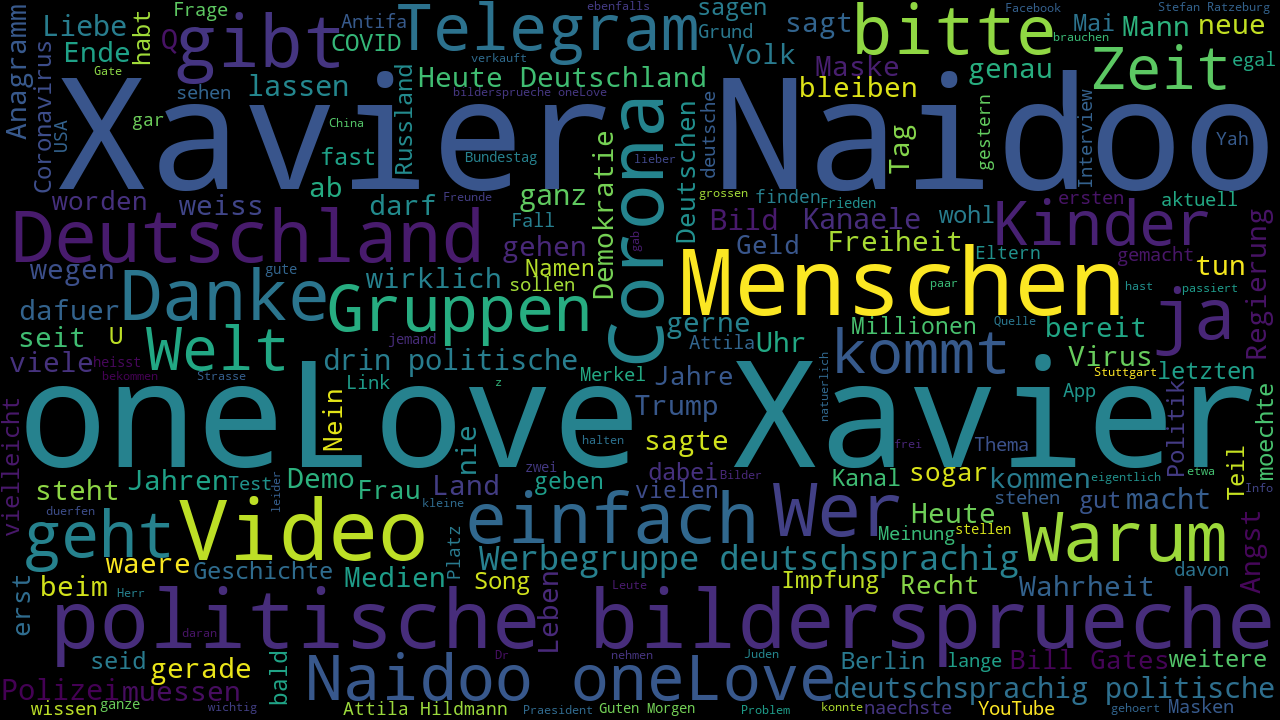 Frage
Antifa
ebenfalls
sagen
Facebook
Stefan Ratzeburg
Anagramm
Liebe
habt
Q
gibt
Telegram
Grund
sagt
bitte
Mai
Mann
neue
Ende
COVID
verkauft
Volk
Maske
genau
brauchen
Zeit
egal
Gate
sehen
lassen
Heute Deutschland
bleiben
Coronavirus
USA
Xavier Naidoo
bildersprueche oneLove
gar
China
fast
Russland
Bundestag
Demokratie
Corona
lieber
Deutschen
deutsche
Tag
gestern
Interview
Yah
ab
worden
weiss
darf
Freunde
ganz
grossen
finden
Frieden
wohl
ersten
aktuell
Deutschland
Fall
gehen
gab
Bild
Kanaele
Kinder
Regierung
wegen
gute
wirklich
Namen
sollen
Geld
Freiheit
Eltern
gemacht
tun
dafuer
Danke
Gruppen
Menschen
paar
hast
passiert
ja
seit
U
Welt
jemand
gerne
Attila
Uhr
Millionen
Quelle
bereit
viele
heisst
bekommen
Strasse
drin politische
Link
Merkel
Jahre
natuerlich
kommt
Virus
Stuttgart
letzten
oneLove Xavier
z
Nein
Trump
App
Politik
moechte
vielleicht
nie
halten
sagte
frei
Thema
steht
Jahren
Test
leider
Demo
Frau
Land
zwei
geben
dabei
vielen
Bilder
Kanal
sogar
kommen
eigentlich
etwa
Teil
Info
duerfen
kleine
stehen
gut
macht
geht
Video
einfach
Wer
Heute
Meinung
stellen
Warum
Angst
waere
Geschichte
Medien
Platz
Werbegruppe deutschsprachig
davon
erst
beim
Herr
Song
Leben
Leute
Impfung
Recht
Wahrheit
politische bildersprueche
daran
seid
gerade
bald
Dr
nehmen
Juden
Berlin
lange
Bill Gates
weitere
Polizei
muessen
Naidoo oneLove
deutschsprachig politische
wissen
ganze
wichtig
Attila Hildmann
Praesident
Guten Morgen
Problem
konnte
naechste
YouTube
gehoert
Masken